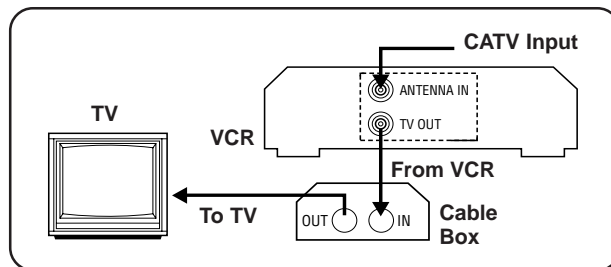 CATV Input
ANTENNA IN
TV
VCR
TV OUT
From VCR
To TV
OUT
IN
Cable
Box